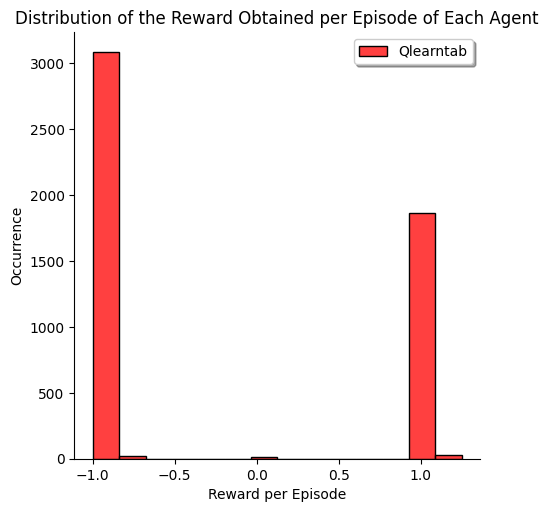 Distribution of the Reward Obtained per Episode of Each Agent
Qlearntab
3000
2500
2000
1500
1000
500
0
Occurrence
−1.0 −0.5 0.0 0.5 1.0
Reward per Episode